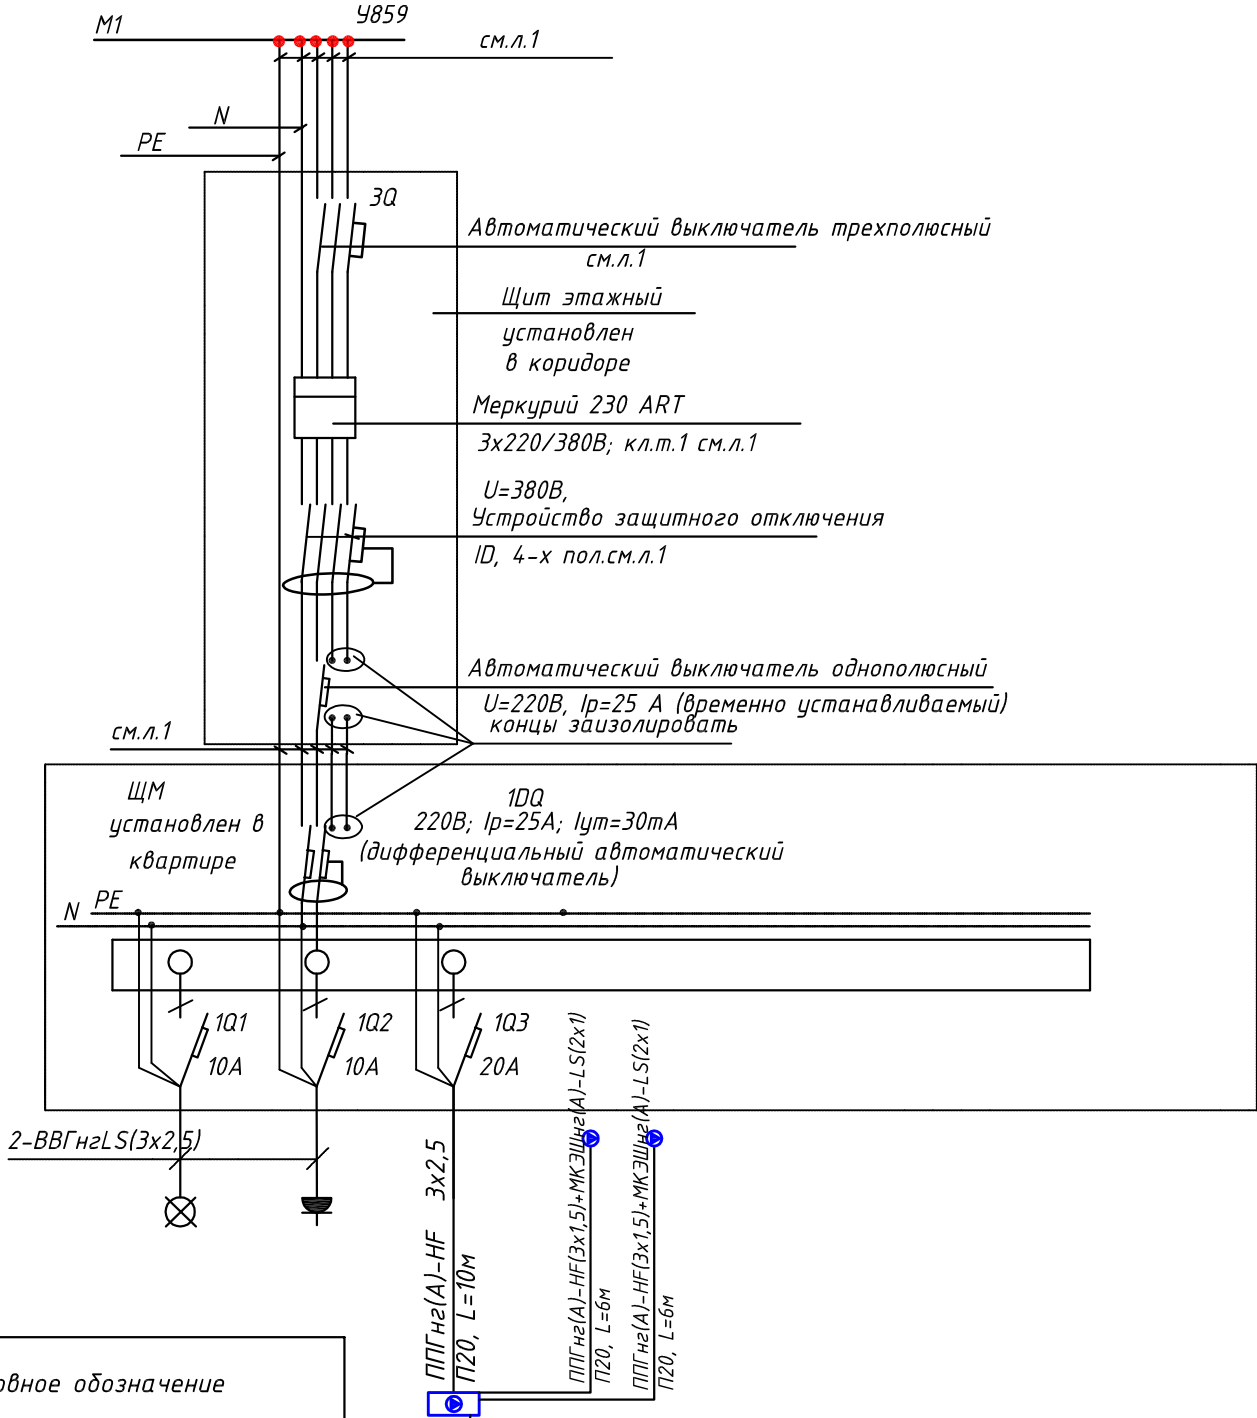 М1
У859
см.л.1
N
PE
3Q
Автоматический выключатель трехполюсный
см.л.1
Щит этажный
установлен
в коридоре
Меркурий 230 ART
3х220/380В; кл.т.1 см.л.1
U=380В,
Устройство защитного отключения
ID, 4-х пол.см.л.1
Автоматический выключатель однополюсный
U=220В, Iр=25 А (временно устанавливаемый)
концы заизолировать
см.л.1
ЩМ
установлен в
квартире
1DQ
220В; Iр=25А; Iут=30mА
(дифференциальный автоматический
выключатель)
N PE
1Q1
10А
1Q2
10А
1Q3
20А
2-ВВГнгLS(3х2,5)
ППГнг(А)-HF 3х2,5
П20, L=10м
ППГнг(А)-HF(3х1,5)+МКЭШнг(А)-LS(2х1)
П20, L=6м
ППГнг(А)-HF(3х1,5)+МКЭШнг(А)-LS(2х1)
П20, L=6м
обозначение